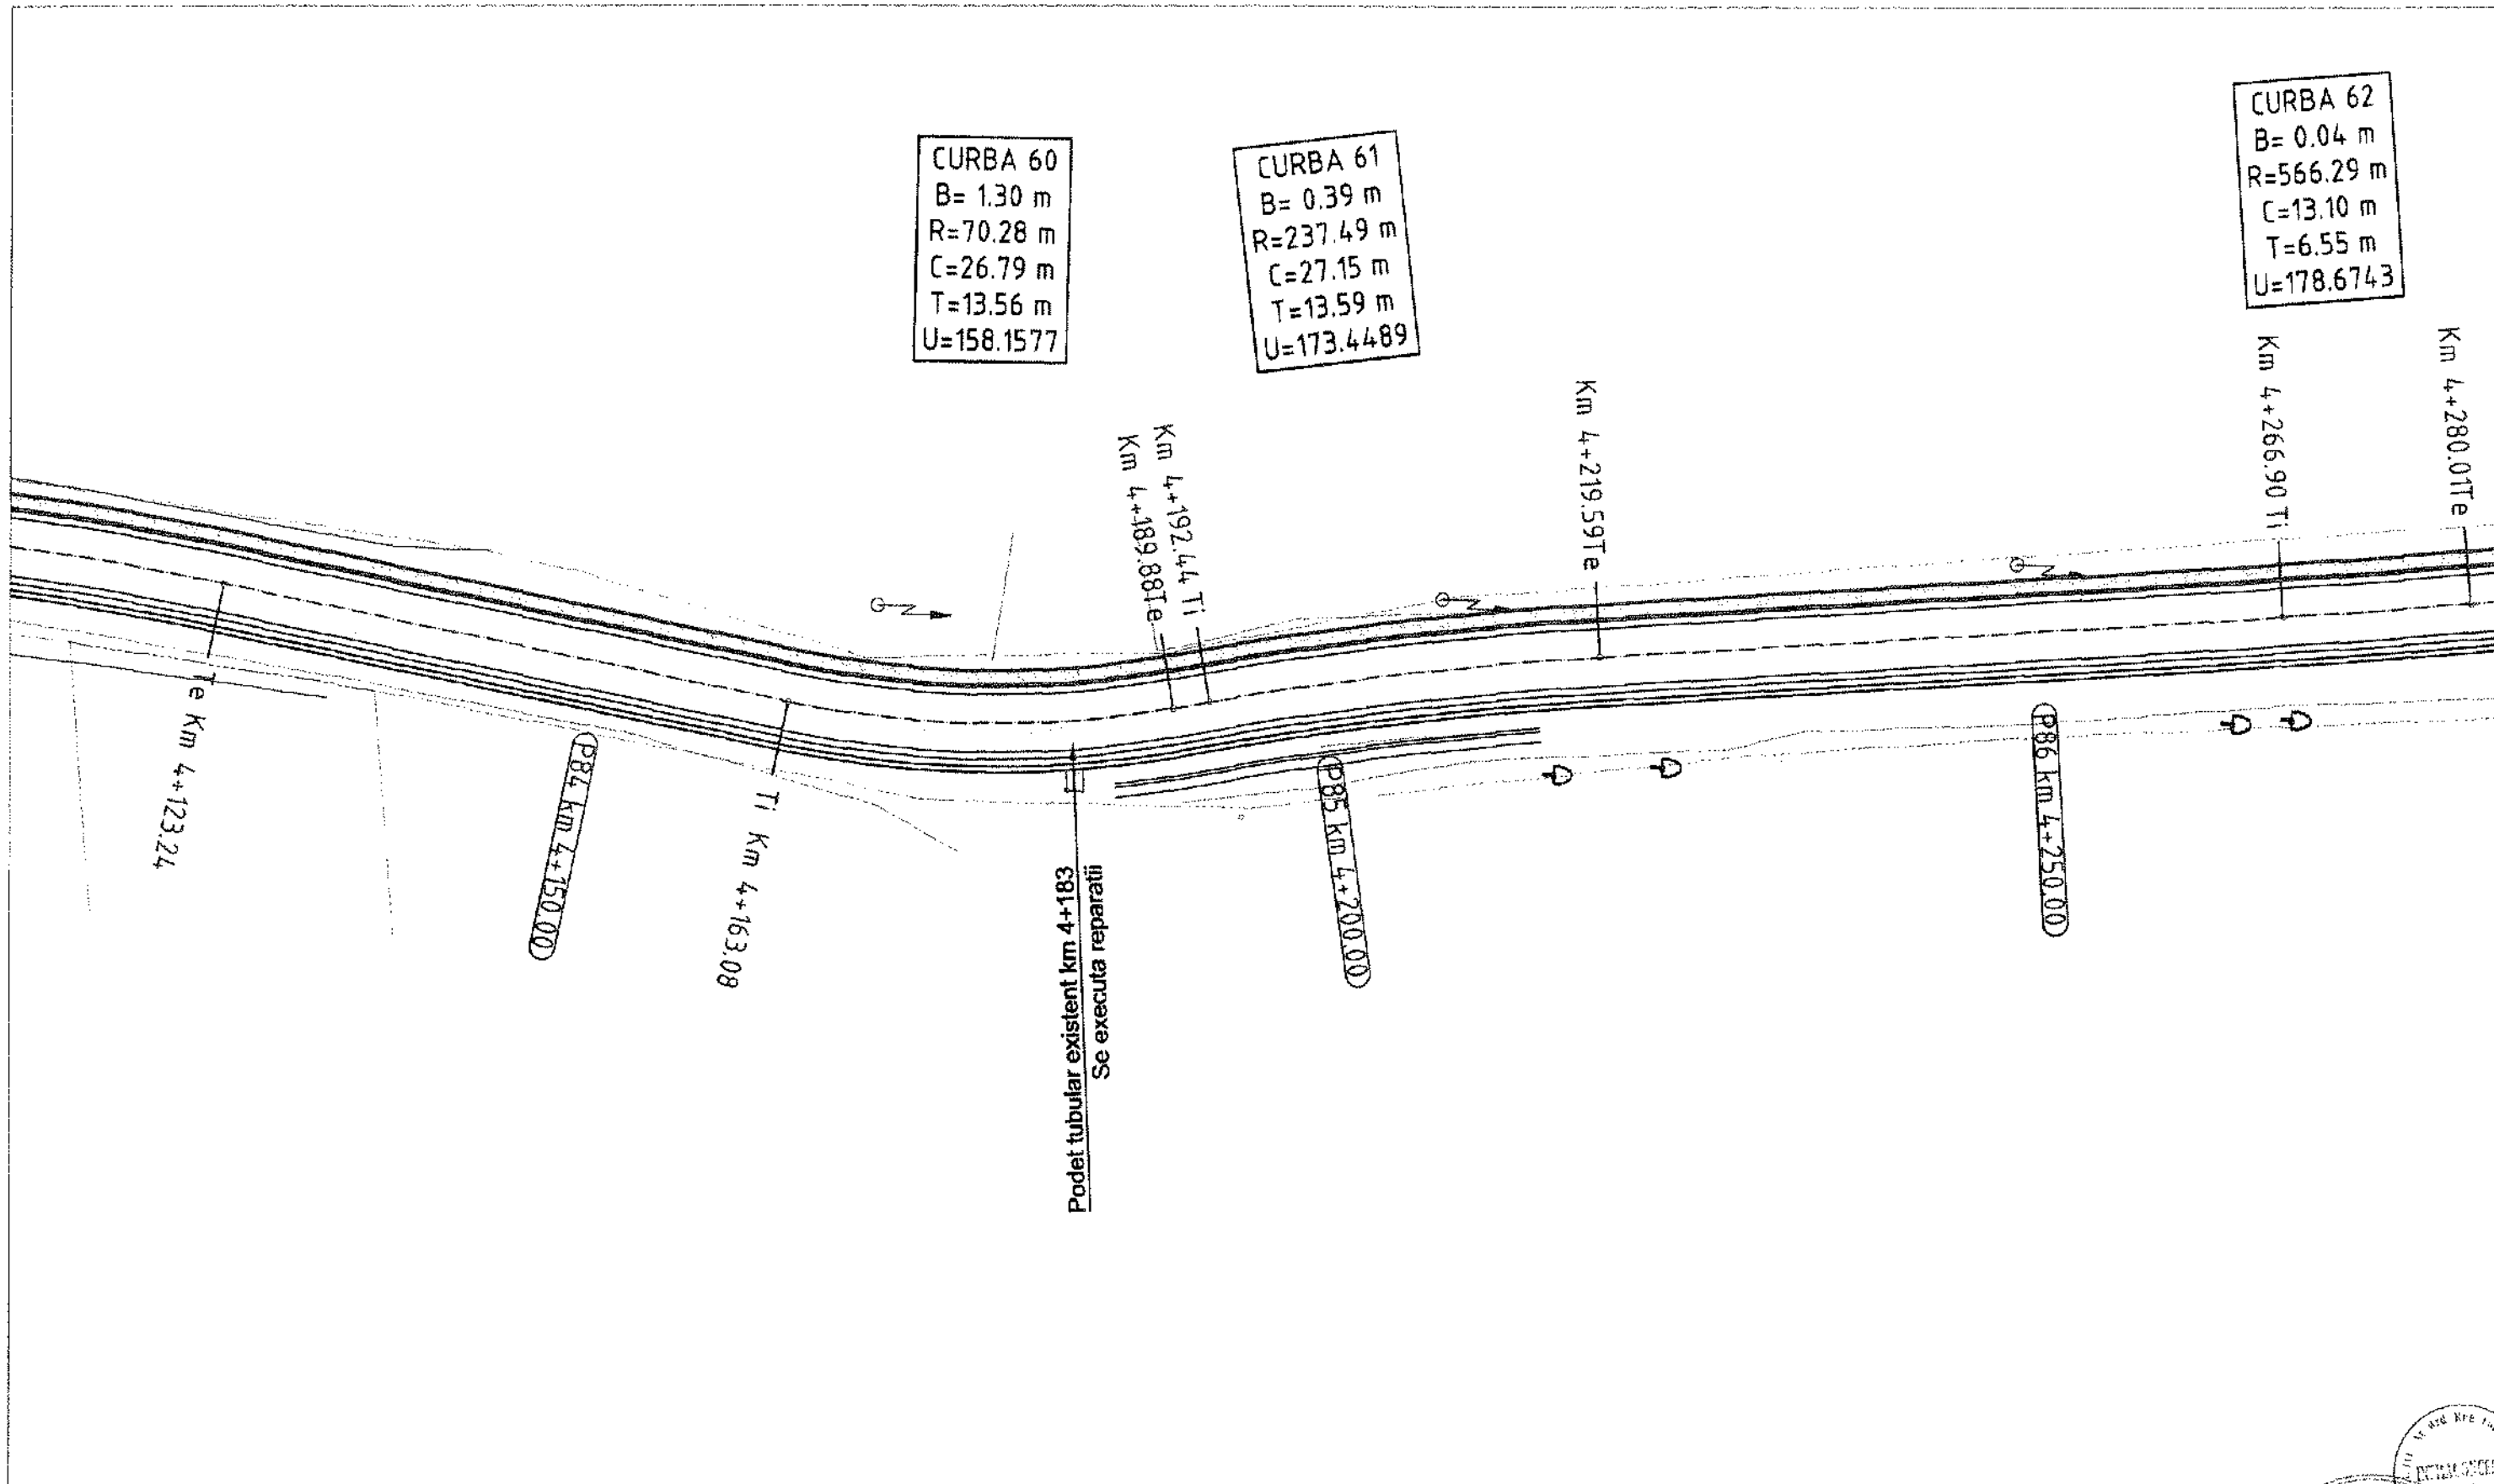 CURBA 60
B= 1.30 m
R=70.28 m
C=26.79 m
T=13.56 m
U=158.1577
CURBA 61
B= 0.39 m
R=237.49 m
C=27.15 m
T=13.59 m
U=173.4489
CURBA 62
B= 0.04 m
R=566.29 m
C=13.10 m
T=6.55 m
U=178.6743
Te Km 4+123.24
P84 km 4+150.00
Ti Km 4+163.08
Podet tubular existent km 4+183
Se executa reparatii
Km 4+189.88Te
Km 4+192.44 Ti
P85 km 4+200.00
Km 4+219.59Te
P86 km 4+250.00
Km 4+266.90 Ti
Km 4+280.01Te